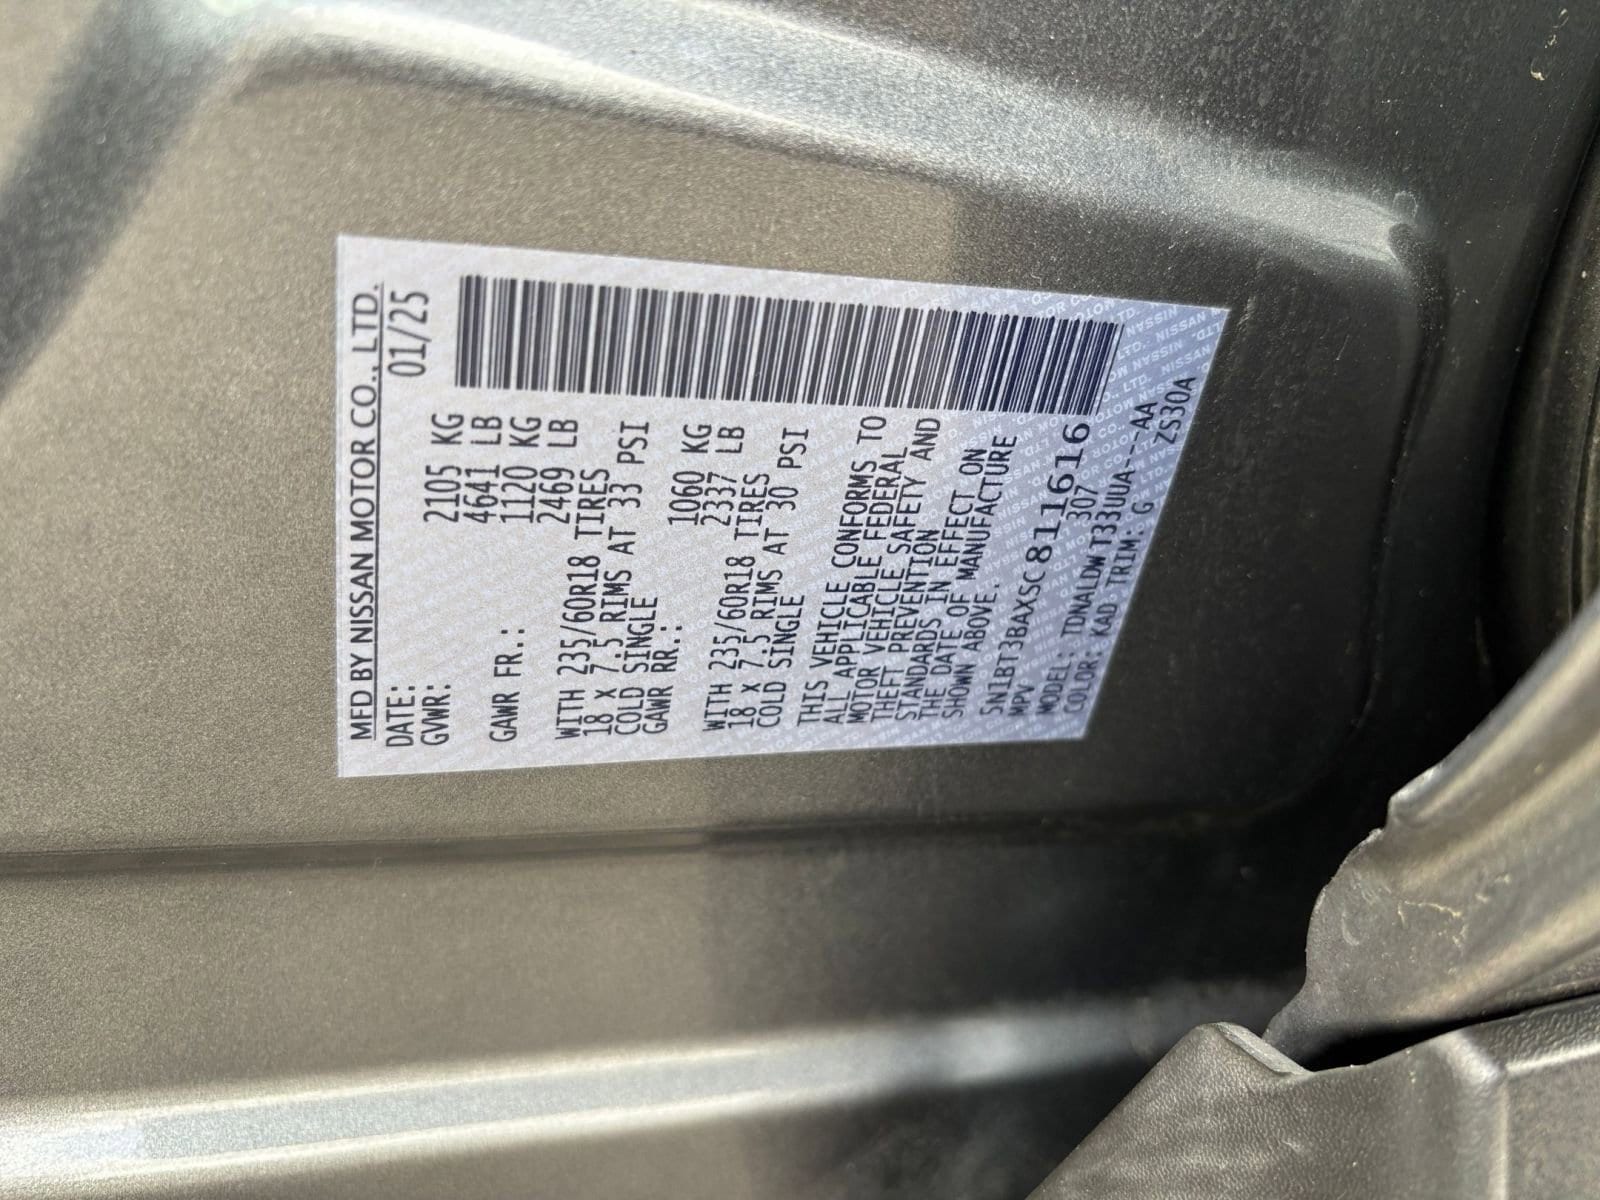 MFD BY NISSAN MOTOR CO., LTD.
DATE: 01/25
GVWR: 2105 KG
4641 LB
GAWR FR.: 1120 KG
2469 LB
WITH 235/60R18 TIRES
18 X 7.5 RIMS AT 33 PSI
COLD SINGLE
GAWR RR.: 1060 KG
2337 LB
WITH 235/60R18 TIRES
18 X 7.5 RIMS AT 30 PSI
COLD SINGLE
THIS VEHICLE CONFORMS TO
ALL APPLICABLE FEDERAL
MOTOR VEHICLE SAFETY AND
THEFT PREVENTION
STANDARDS IN EFFECT ON
THE DATE OF MANUFACTURE
SHOWN ABOVE.
5N1BT3BAXSC811616
MPV 307
MODEL: TDWALDWT33UUA--AA
COLOR: KAD TRIM: G ZS30A